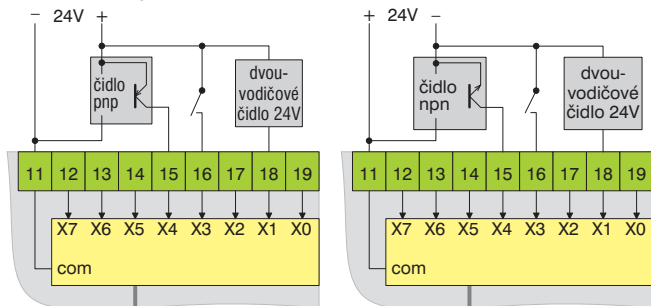 − 24V +
čidlo
pnp
dvou-
vodičové
čidlo 24V
11 12 13 14 15 16 17 18 19
X7 X6 X5 X4 X3 X2 X1 X0
com
+ 24V −
čidlo
npn
dvou-
vodičové
čidlo 24V
11 12 13 14 15 16 17 18 19
X7 X6 X5 X4 X3 X2 X1 X0
com